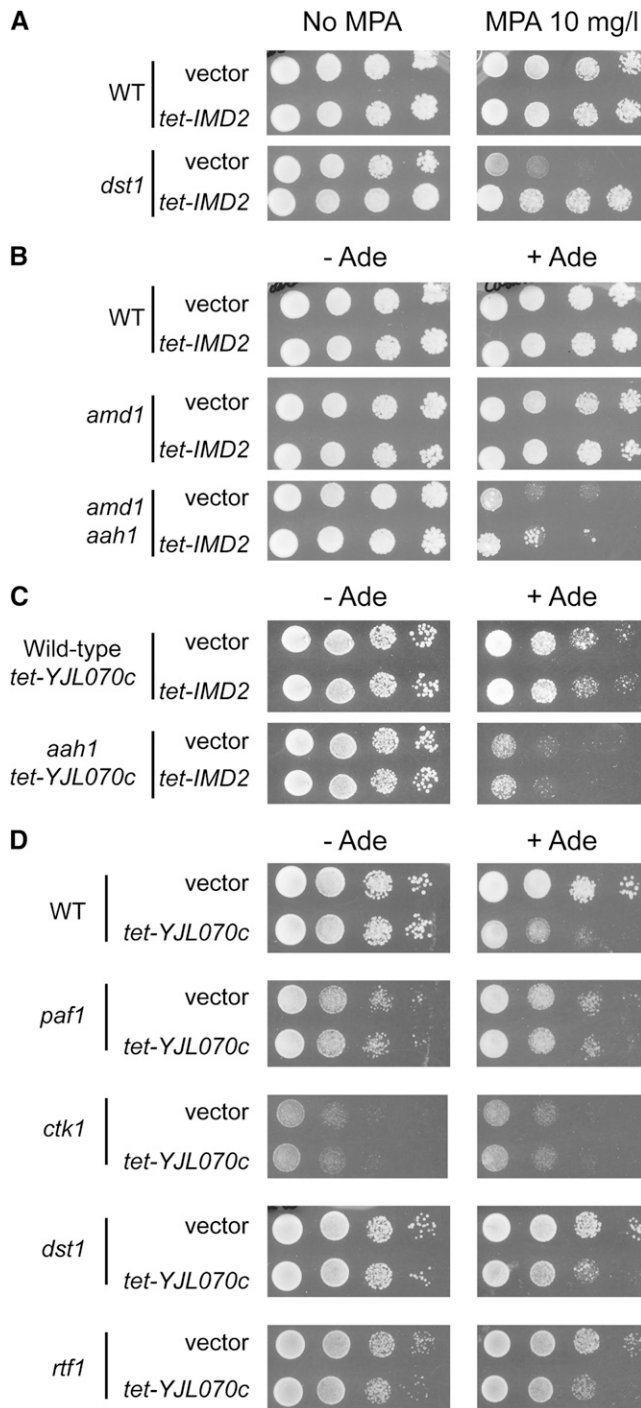 A
No MPA
MPA 10 mg/l
WT
vector
tet-IMD2
dst1
vector
tet-IMD2
B
- Ade
+ Ade
WT
vector
tet-IMD2
amd1
vector
tet-IMD2
amd1
aah1
vector
tet-IMD2
C
- Ade
+ Ade
Wild-type
tet-YJL070c
vector
tet-IMD2
aah1
tet-YJL070c
vector
tet-IMD2
D
- Ade
+ Ade
WT
vector
tet-YJL070c
paf1
vector
tet-YJL070c
ctk1
vector
tet-YJL070c
dst1
vector
tet-YJL070c
rtf1
vector
tet-YJL070c